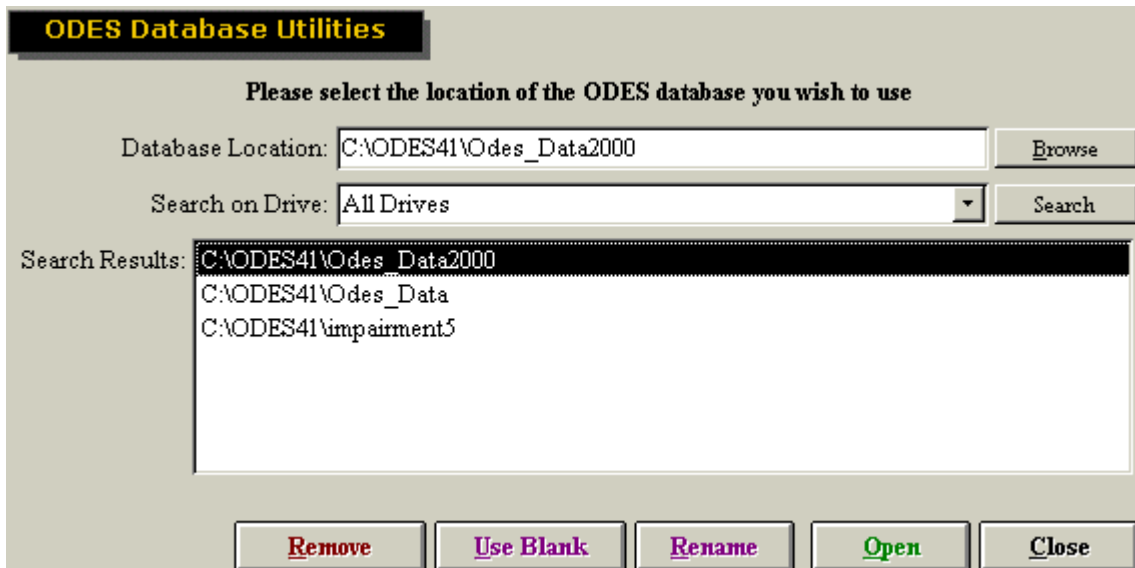 ODES Database Utilities
Please select the location of the ODES database you wish to use
Database Location: C:\ODES41\Odes_Data2000 Browse
Search on Drive: All Drives Search
Search Results: C:\ODES41\Odes_Data2000
C:\ODES41\Odes_Data
C:\ODES41\impairment5
Remove Use Blank Rename Open Close